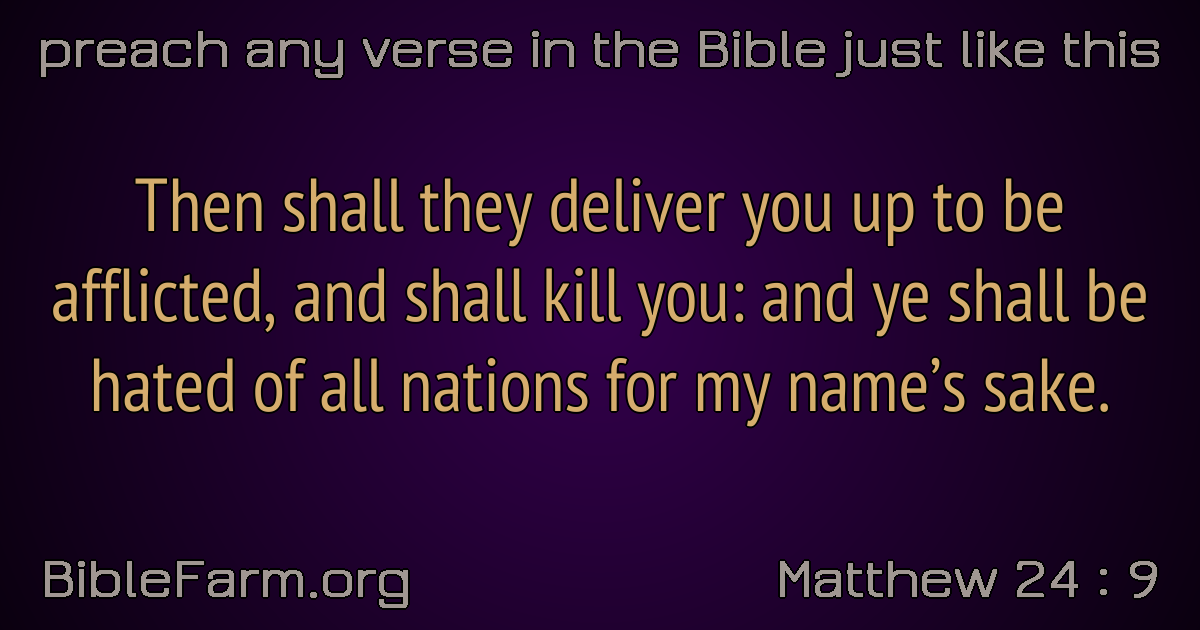 preach any verse in the Bible just like this
Then shall they deliver you up to be
afflicted, and shall kill you: and ye shall be
hated of all nations for my name’s sake.
BibleFarm.org
Matthew 24 : 9